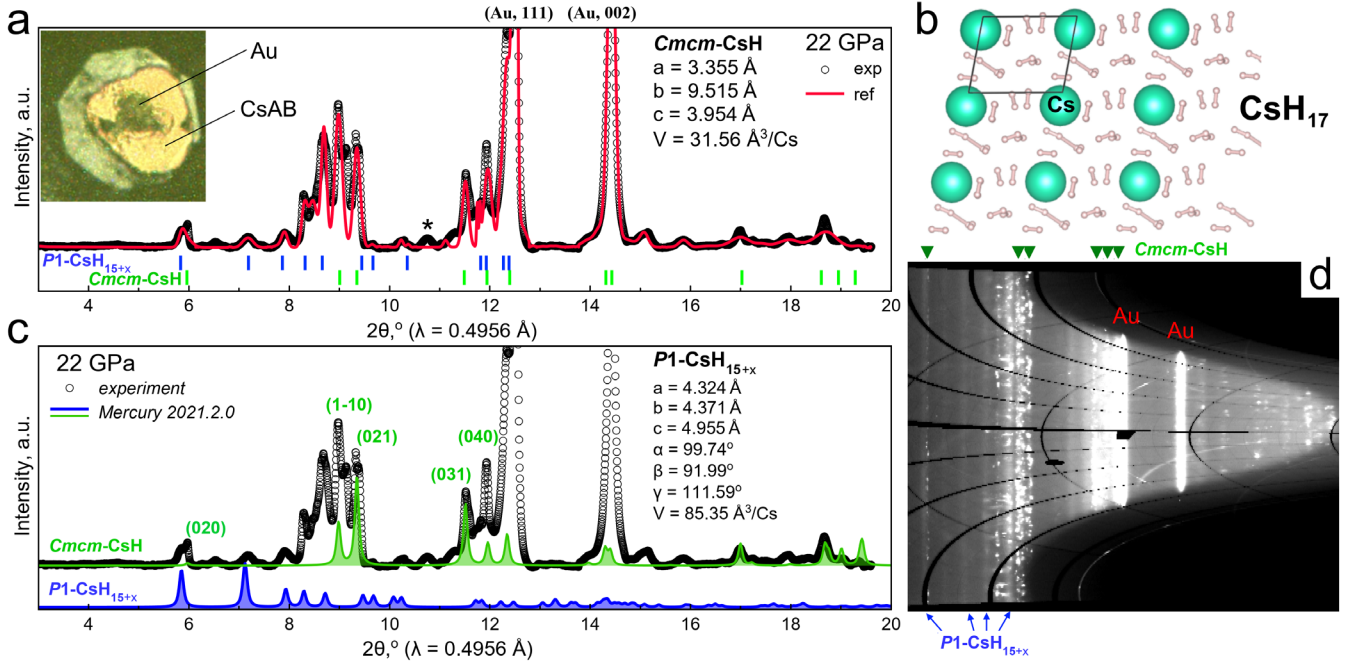 a
(Au, 111) (Au, 002)
Au
CsAB
Cmcm-CsH
a = 3.355 Å
b = 9.515 Å
c = 3.954 Å
V = 31.56 Å³/Cs
22 GPa
exp
ref
*
Intensity, a.u.
P1-CsH₁₅₊ₓ
Cmcm-CsH
4 6 8 10 12 14 16 18 20
2θ,° (λ = 0.4956 Å)
b
Cs
CsH₁₇
c
22 GPa
experiment
Mercury 2021.2.0
(020)
(1-10)
(021)
(031)
(040)
P1-CsH₁₅₊ₓ
a = 4.324 Å
b = 4.371 Å
c = 4.955 Å
α = 99.74°
β = 91.99°
γ = 111.59°
V = 85.35 Å³/Cs
Intensity, a.u.
Cmcm-CsH
P1-CsH₁₅₊ₓ
4 6 8 10 12 14 16 18 20
2θ,° (λ = 0.4956 Å)
Cmcm-CsH
d
Au
Au
P1-CsH₁₅₊ₓ